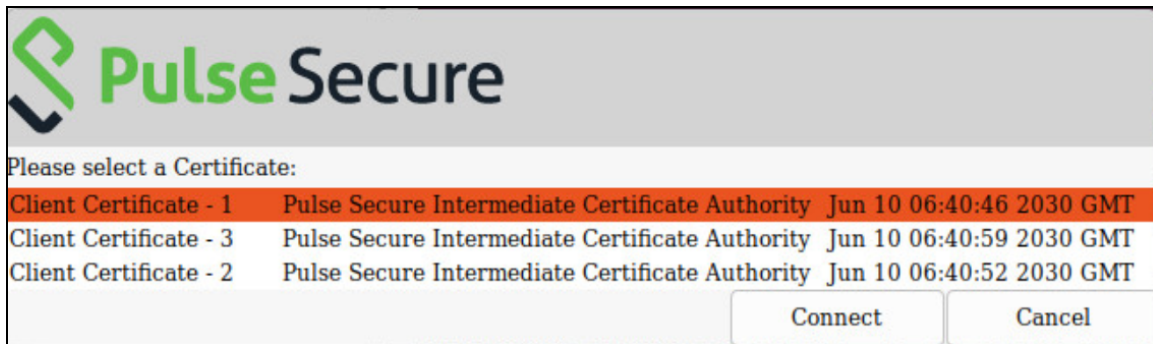 Pulse Secure
Please select a Certificate:
Client Certificate - 1 Pulse Secure Intermediate Certificate Authority Jun 10 06:40:46 2030 GMT
Client Certificate - 3 Pulse Secure Intermediate Certificate Authority Jun 10 06:40:59 2030 GMT
Client Certificate - 2 Pulse Secure Intermediate Certificate Authority Jun 10 06:40:52 2030 GMT
Connect Cancel